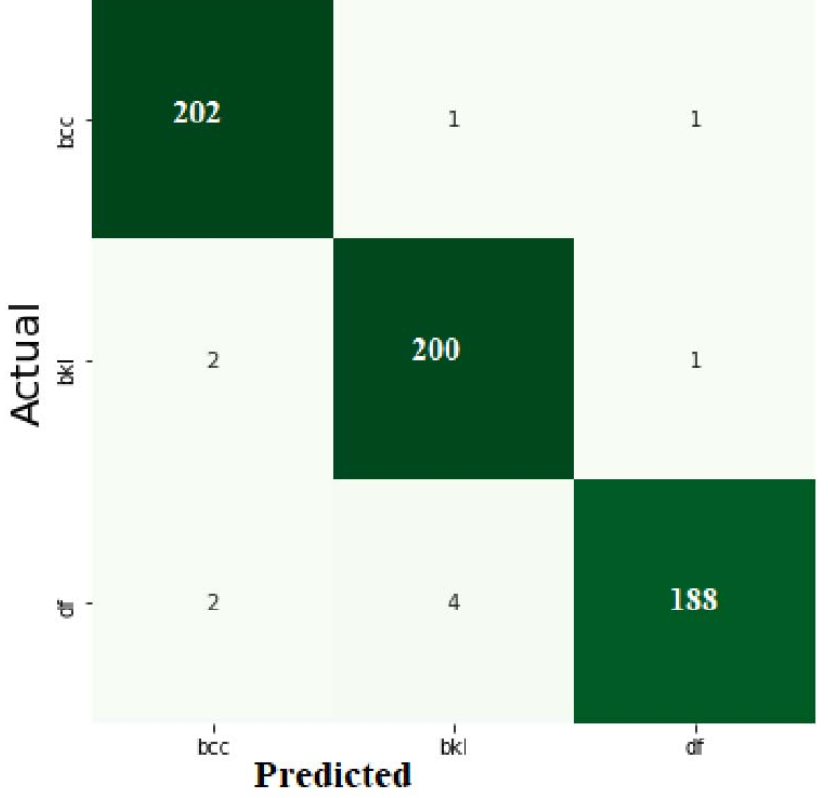 202 1 1
bcc
2 200 1
bkl
Actual
2 4 188
df
bcc bkl df
Predicted